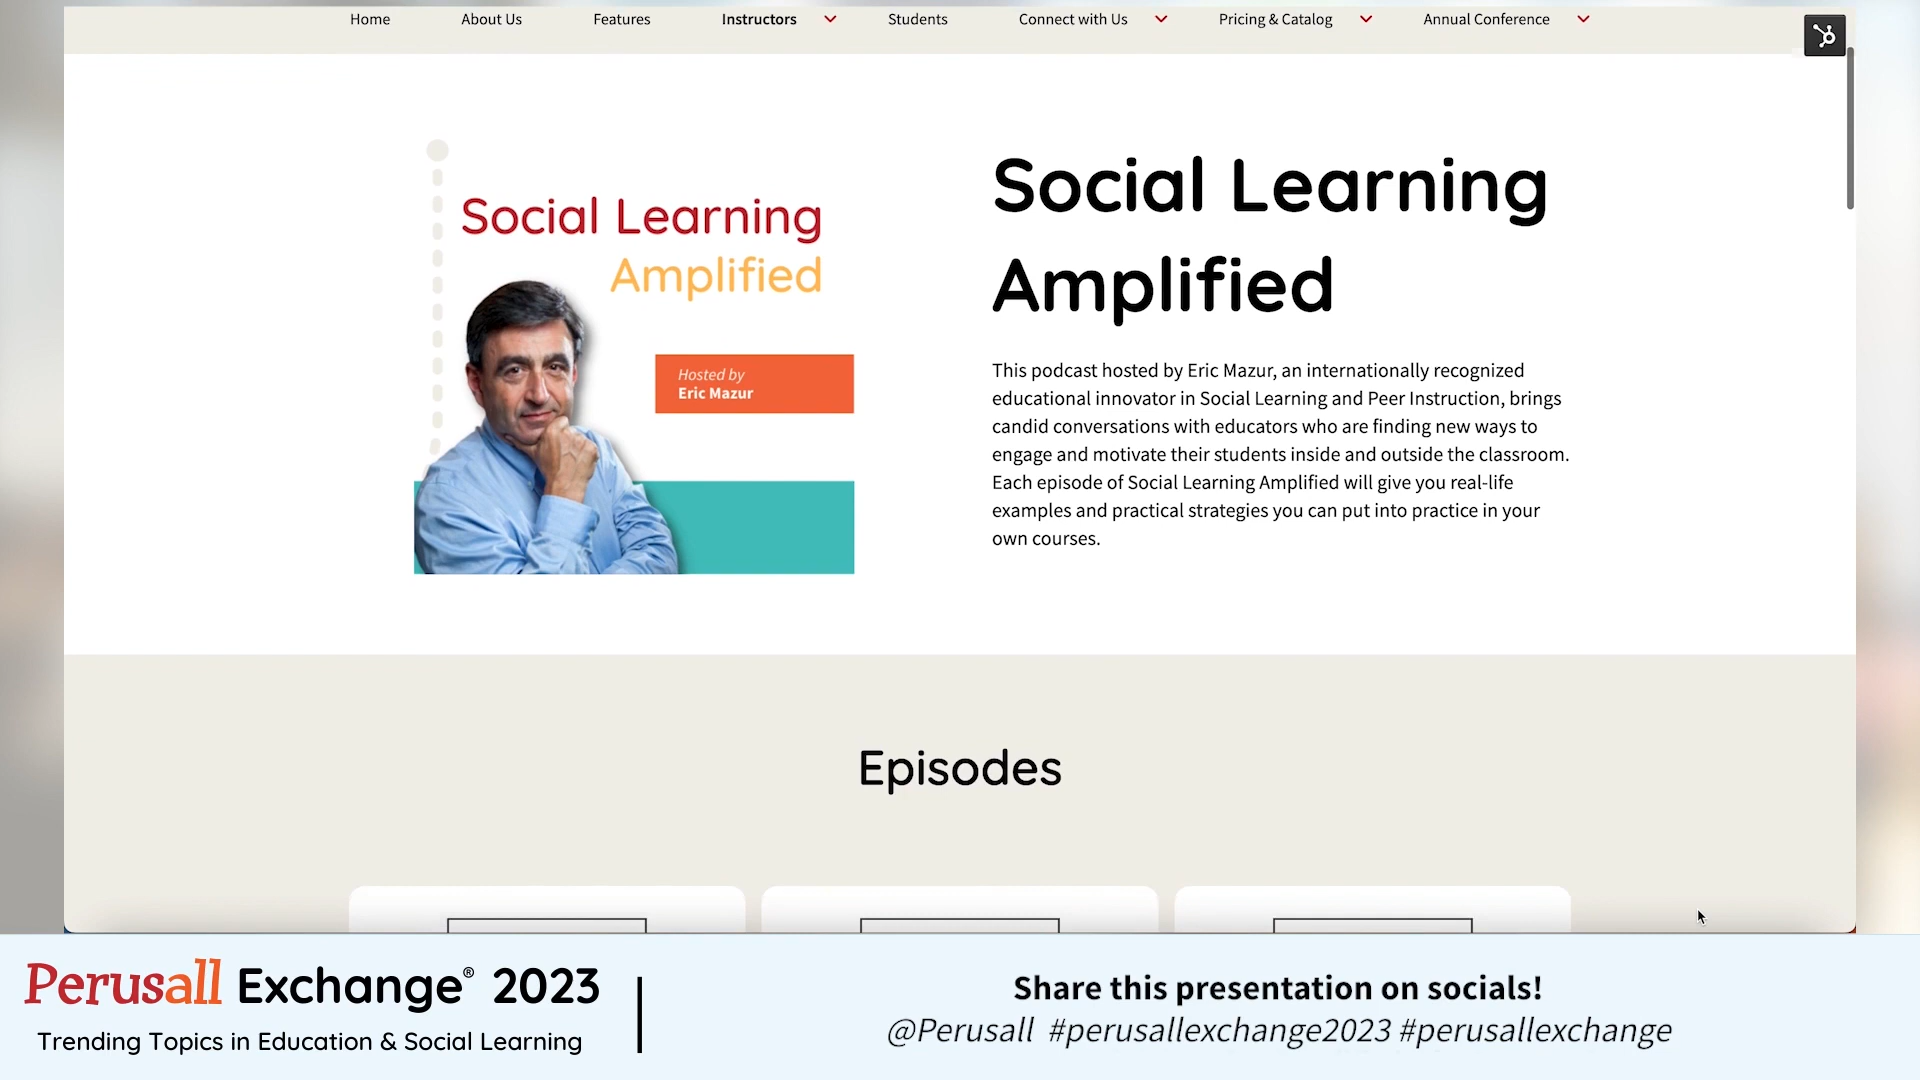 Home About Us Features Instructors Students Connect with Us Pricing & Catalog Annual Conference
Social Learning
Amplified
Hosted by
Eric Mazur
Social Learning
Amplified
This podcast hosted by Eric Mazur, an internationally recognized
educational innovator in Social Learning and Peer Instruction, brings
candid conversations with educators who are finding new ways to
engage and motivate their students inside and outside the classroom.
Each episode of Social Learning Amplified will give you real-life
examples and practical strategies you can put into practice in your
own courses.
Episodes
Perusall Exchange® 2023
Trending Topics in Education & Social Learning
Share this presentation on socials!
@Perusall #perusallexchange2023 #perusallexchange